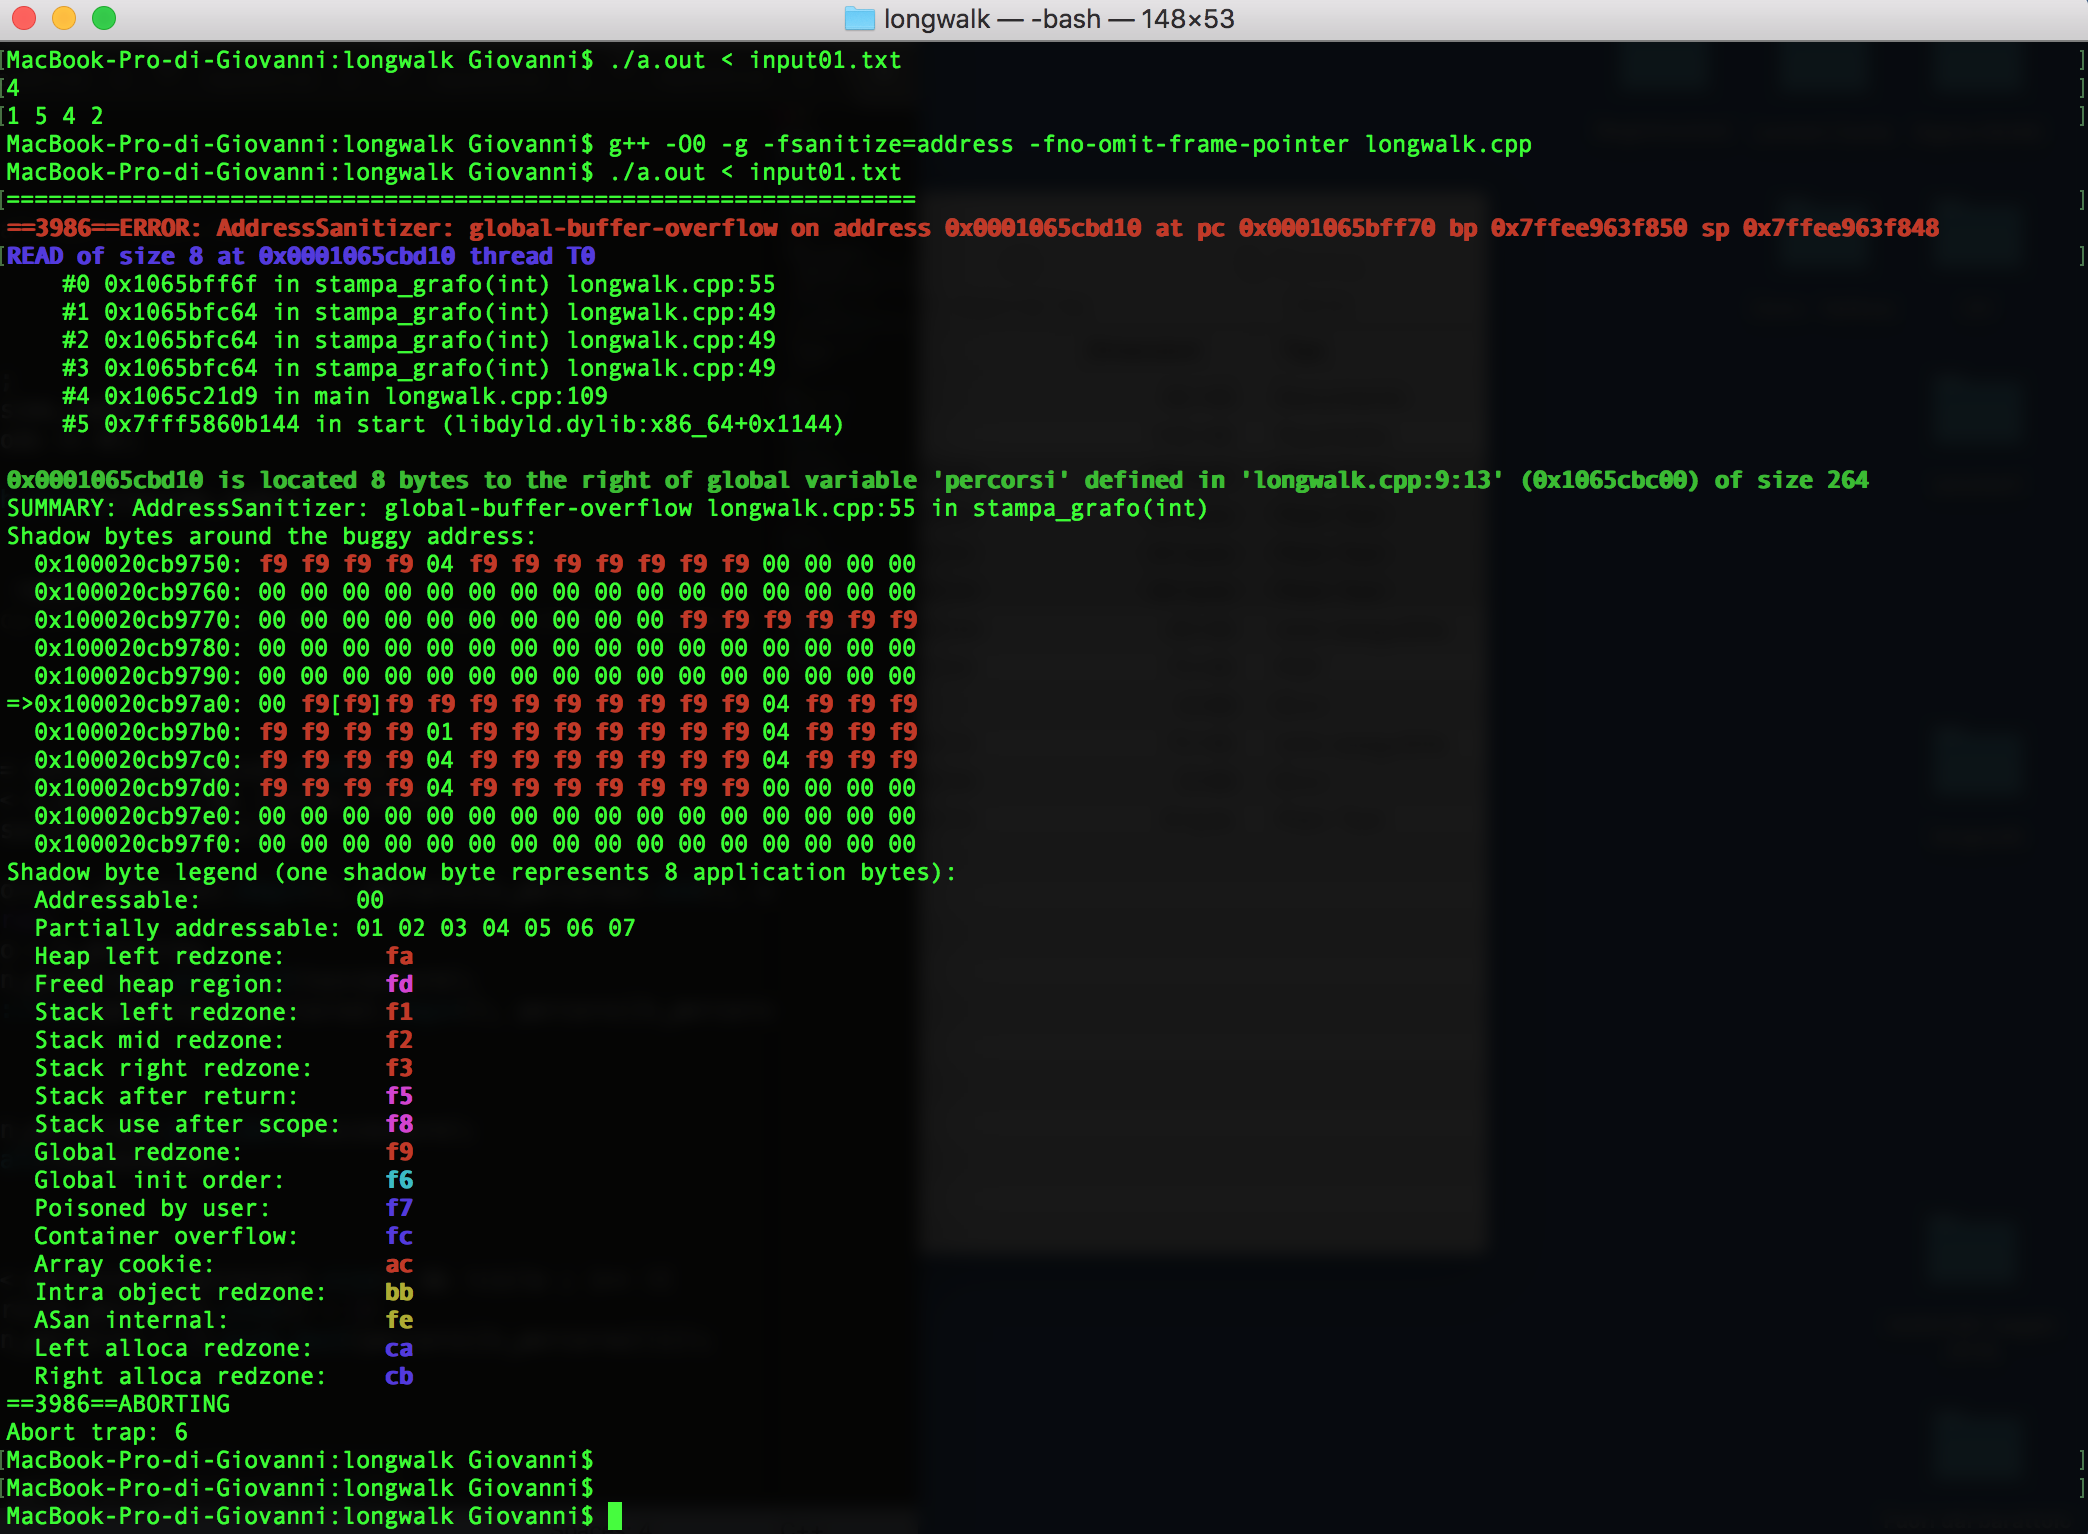 longwalk — -bash — 148×53
[MacBook-Pro-di-Giovanni:longwalk Giovanni$ ./a.out < input01.txt ]
[4 ]
[1 5 4 2 ]
MacBook-Pro-di-Giovanni:longwalk Giovanni$ g++ -O0 -g -fsanitize=address -fno-omit-frame-pointer longwalk.cpp
MacBook-Pro-di-Giovanni:longwalk Giovanni$ ./a.out < input01.txt
[================================================================= ]
==3986==ERROR: AddressSanitizer: global-buffer-overflow on address 0x0001065cbd10 at pc 0x0001065bff70 bp 0x7ffee963f850 sp 0x7ffee963f848
[READ of size 8 at 0x0001065cbd10 thread T0 ]
    #0 0x1065bff6f in stampa_grafo(int) longwalk.cpp:55
    #1 0x1065bfc64 in stampa_grafo(int) longwalk.cpp:49
    #2 0x1065bfc64 in stampa_grafo(int) longwalk.cpp:49
    #3 0x1065bfc64 in stampa_grafo(int) longwalk.cpp:49
    #4 0x1065c21d9 in main longwalk.cpp:109
    #5 0x7fff5860b144 in start (libdyld.dylib:x86_64+0x1144)
0x0001065cbd10 is located 8 bytes to the right of global variable 'percorsi' defined in 'longwalk.cpp:9:13' (0x1065cbc00) of size 264
SUMMARY: AddressSanitizer: global-buffer-overflow longwalk.cpp:55 in stampa_grafo(int)
Shadow bytes around the buggy address:
  0x100020cb9750: f9 f9 f9 f9 04 f9 f9 f9 f9 f9 f9 f9 00 00 00 00
  0x100020cb9760: 00 00 00 00 00 00 00 00 00 00 00 00 00 00 00 00
  0x100020cb9770: 00 00 00 00 00 00 00 00 00 00 f9 f9 f9 f9 f9 f9
  0x100020cb9780: 00 00 00 00 00 00 00 00 00 00 00 00 00 00 00 00
  0x100020cb9790: 00 00 00 00 00 00 00 00 00 00 00 00 00 00 00 00
=>0x100020cb97a0: 00 f9[f9]f9 f9 f9 f9 f9 f9 f9 f9 f9 04 f9 f9 f9
  0x100020cb97b0: f9 f9 f9 f9 01 f9 f9 f9 f9 f9 f9 f9 04 f9 f9 f9
  0x100020cb97c0: f9 f9 f9 f9 04 f9 f9 f9 f9 f9 f9 f9 04 f9 f9 f9
  0x100020cb97d0: f9 f9 f9 f9 04 f9 f9 f9 f9 f9 f9 f9 00 00 00 00
  0x100020cb97e0: 00 00 00 00 00 00 00 00 00 00 00 00 00 00 00 00
  0x100020cb97f0: 00 00 00 00 00 00 00 00 00 00 00 00 00 00 00 00
Shadow byte legend (one shadow byte represents 8 application bytes):
  Addressable:           00
  Partially addressable: 01 02 03 04 05 06 07
  Heap left redzone:       fa
  Freed heap region:       fd
  Stack left redzone:      f1
  Stack mid redzone:       f2
  Stack right redzone:     f3
  Stack after return:      f5
  Stack use after scope:   f8
  Global redzone:          f9
  Global init order:       f6
  Poisoned by user:        f7
  Container overflow:      fc
  Array cookie:            ac
  Intra object redzone:    bb
  ASan internal:           fe
  Left alloca redzone:     ca
  Right alloca redzone:    cb
==3986==ABORTING
Abort trap: 6
[MacBook-Pro-di-Giovanni:longwalk Giovanni$ ]
[MacBook-Pro-di-Giovanni:longwalk Giovanni$ ]
MacBook-Pro-di-Giovanni:longwalk Giovanni$